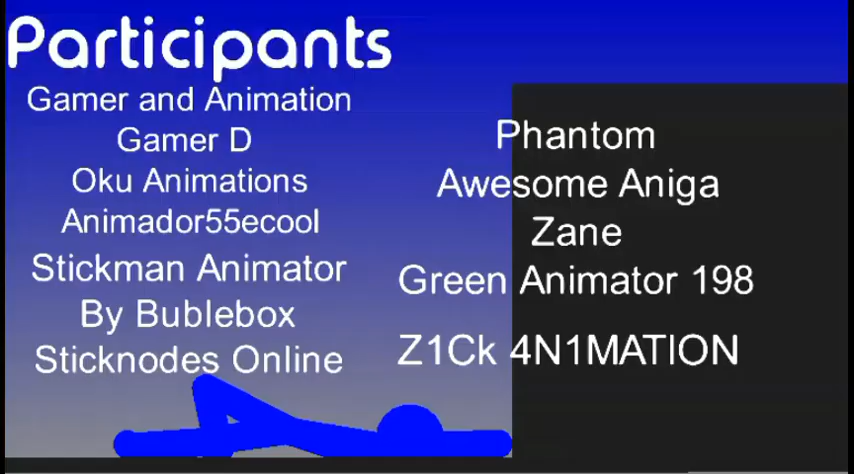 Participants
Gamer and Animation
Gamer D
Oku Animations
Animador55ecool
Stickman Animator
By Bublebox
Sticknodes Online
Phantom
Awesome Aniga
Zane
Green Animator 198
Z1Ck 4N1MATION